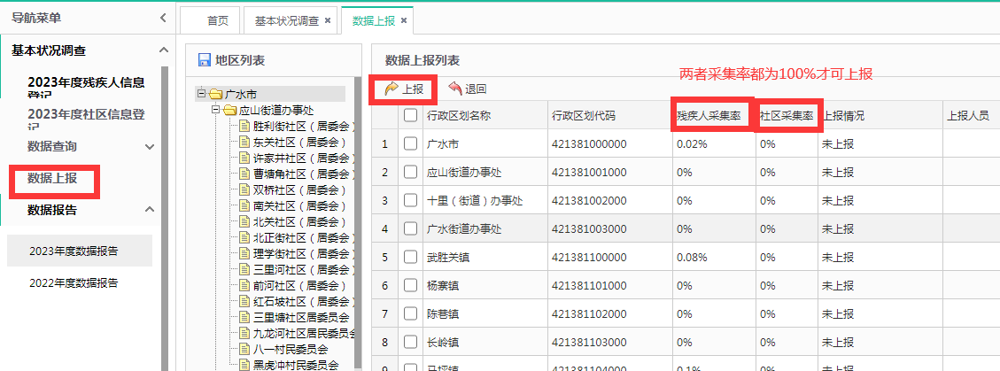 导航菜单
首页
基本状况调查
数据上报
基本状况调查
2023年度残疾人信息
登记
2023年度社区信息登
记
数据查询
数据上报
数据报告
2023年度数据报告
2022年度数据报告
地区列表
广水市
应山街道办事处
胜利街社区（居委会）
东关社区（居委会）
许家井社区（居委会）
曹塘角社区（居委会）
双桥社区（居委会）
南关社区（居委会）
北关社区（居委会）
北正街社区（居委会）
理学街社区（居委会）
三里河社区（居委会）
前河社区（居委会）
红石坡社区（居委会）
三里塘社区居委员会
九龙河社区居民委员会
八一村民委员会
黑虎冲村民委员会
数据上报列表
两者采集率都为100%才可上报
上报 退回
行政区划名称 行政区划代码 残疾人采集率 社区采集率 上报情况 上报人员
1 广水市 421381000000 0.02% 0% 未上报
2 应山街道办事处 421381001000 0% 0% 未上报
3 十里（街道）办事处 421381002000 0% 0% 未上报
4 广水街道办事处 421381003000 0% 0% 未上报
5 武胜关镇 421381100000 0.08% 0% 未上报
6 杨寨镇 421381101000 0% 0% 未上报
7 陈巷镇 421381102000 0% 0% 未上报
8 长岭镇 421381103000 0% 0% 未上报
9 马坪镇 421381104000 0.1% 0% 未上报